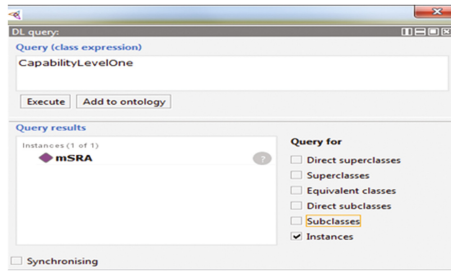 DL query:
Query (class expression)
CapabilityLevelOne
Execute Add to ontology
Query results
Instances (1 of 1)
mSRA
?
Query for
Direct superclasses
Superclasses
Equivalent classes
Direct subclasses
Subclasses
Instances
Synchronising